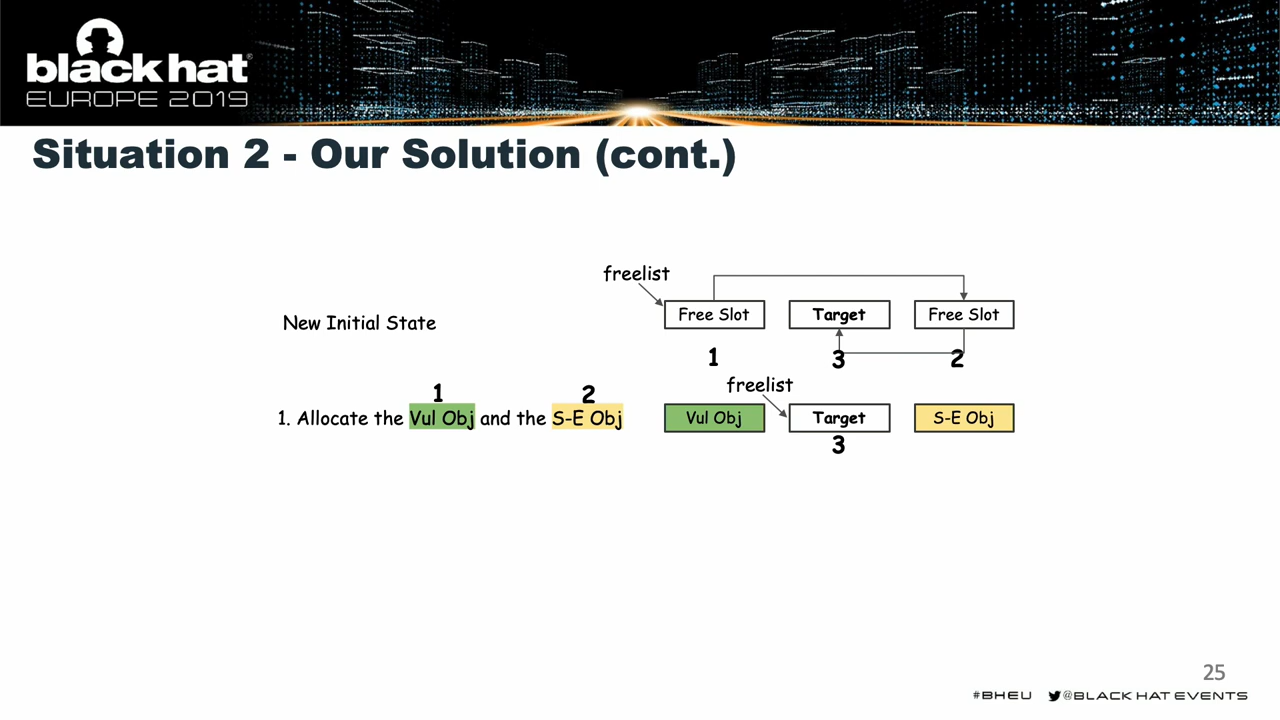 black hat®
EUROPE 2019
Situation 2 - Our Solution (cont.)
freelist
New Initial State
Free Slot Target Free Slot
1 3 2
freelist
1 2
1. Allocate the Vul Obj and the S-E Obj
Vul Obj Target S-E Obj
3
25
#BHEU @BLACK HAT EVENTS